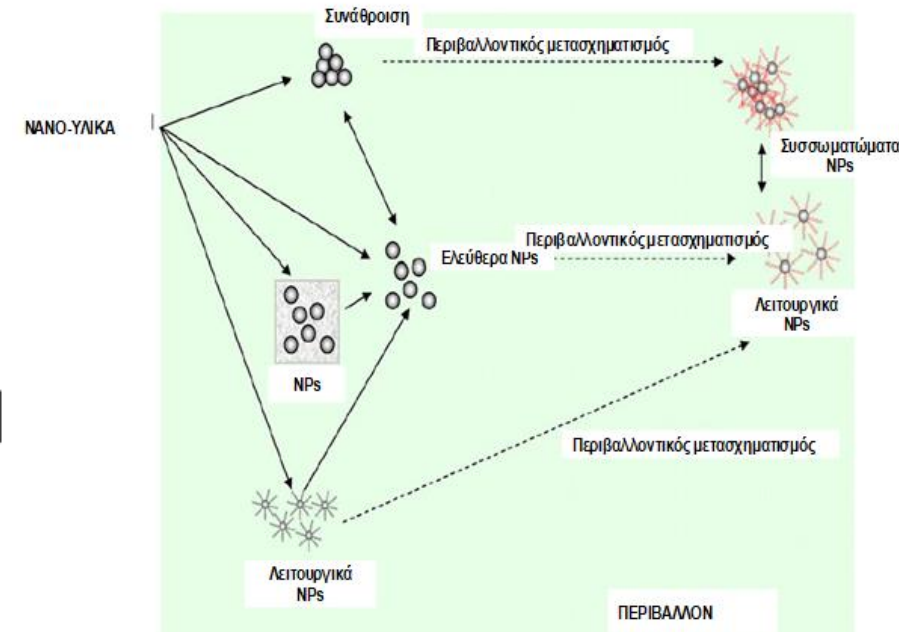 Συνάθροιση
Περιβαλλοντικός μετασχηματισμός
ΝΑΝΟ-ΥΛΙΚΑ
Συσσωματώματα
NPs
Περιβαλλοντικός μετασχηματισμός
Ελεύθερα NPs
Λειτουργικά
NPs
NPs
Περιβαλλοντικός μετασχηματισμός
Λειτουργικά
NPs
ΠΕΡΙΒΑΛΛΟΝ